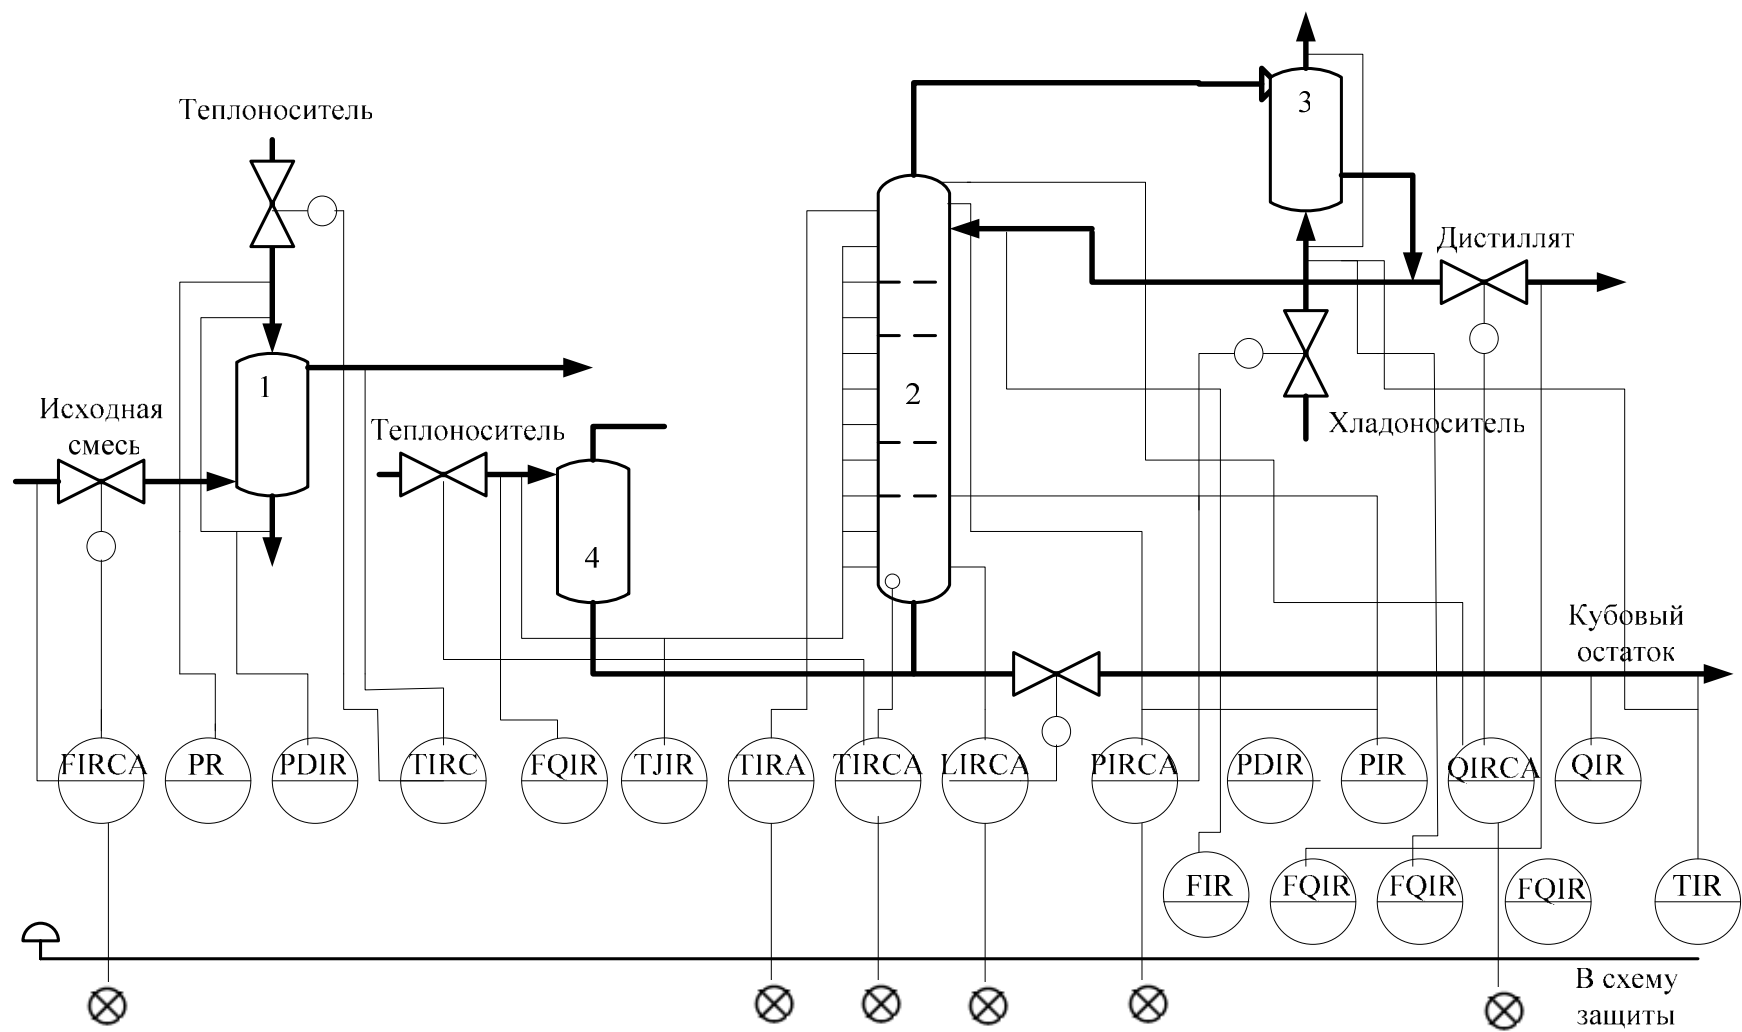 Теплоноситель
3
Дистиллят
1
2
Исходная
смесь
Теплоноситель
Хладоноситель
4
Кубовый
остаток
FIRCA
PR
PDIR
TIRC
FQIR
TJIR
TIRA
TIRCA
LIRCA
PIRCA
PDIR
PIR
QIRCA
QIR
FIR
FQIR
FQIR
FQIR
TIR
В схему
защиты